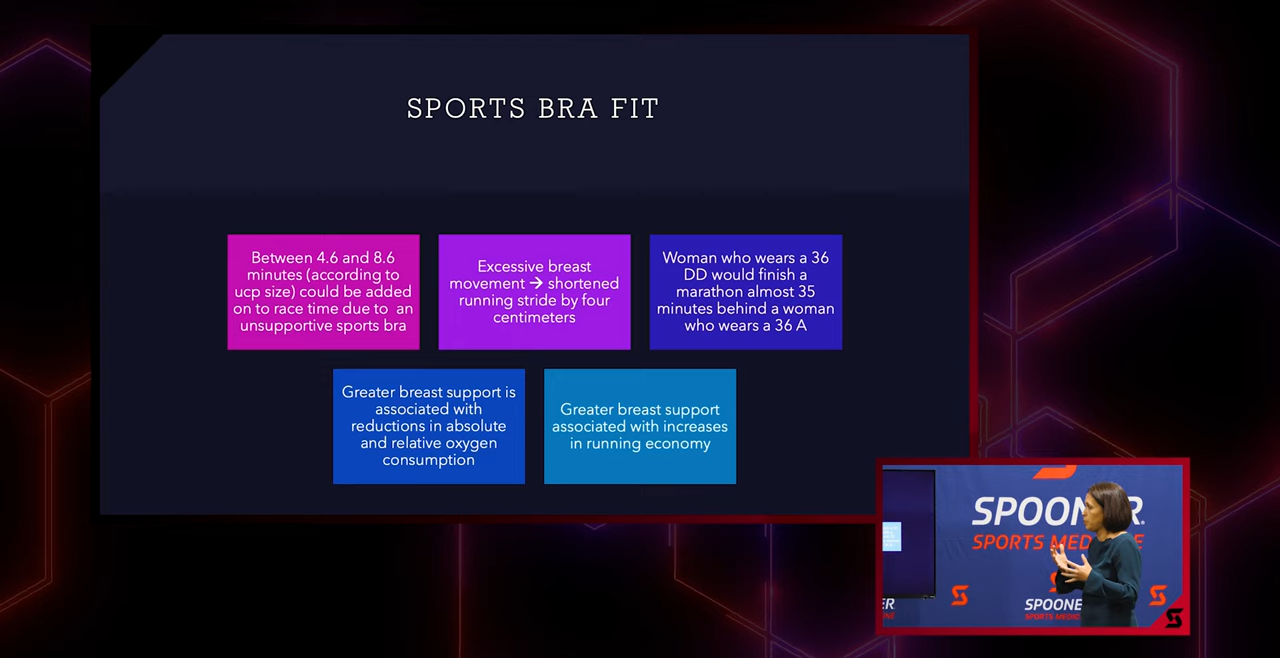 SPORTS BRA FIT
Between 4.6 and 8.6
minutes (according to
ucp size) could be added
on to race time due to an
unsupportive sports bra
Excessive breast
movement → shortened
running stride by four
centimeters
Woman who wears a 36
DD would finish a
marathon almost 35
minutes behind a woman
who wears a 36 A
Greater breast support is
associated with
reductions in absolute
and relative oxygen
consumption
Greater breast support
associated with increases
in running economy
SPOONER
SPORTS MEDICINE
ER
SPOONE
SPORTS MEDIC